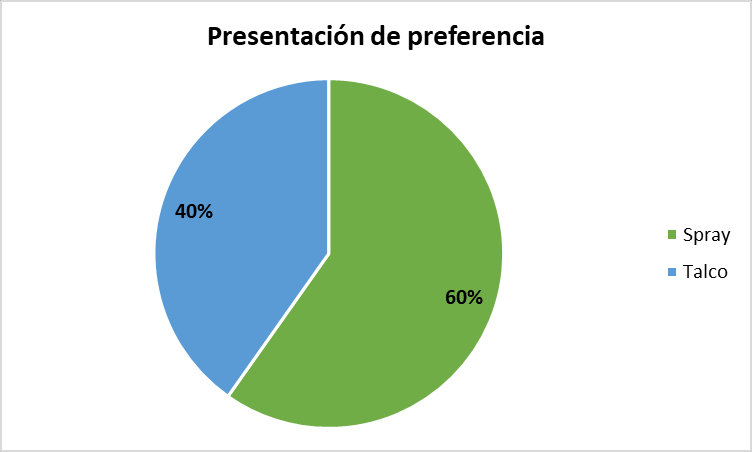 Presentación de preferencia
40%
60%
Spray
Talco